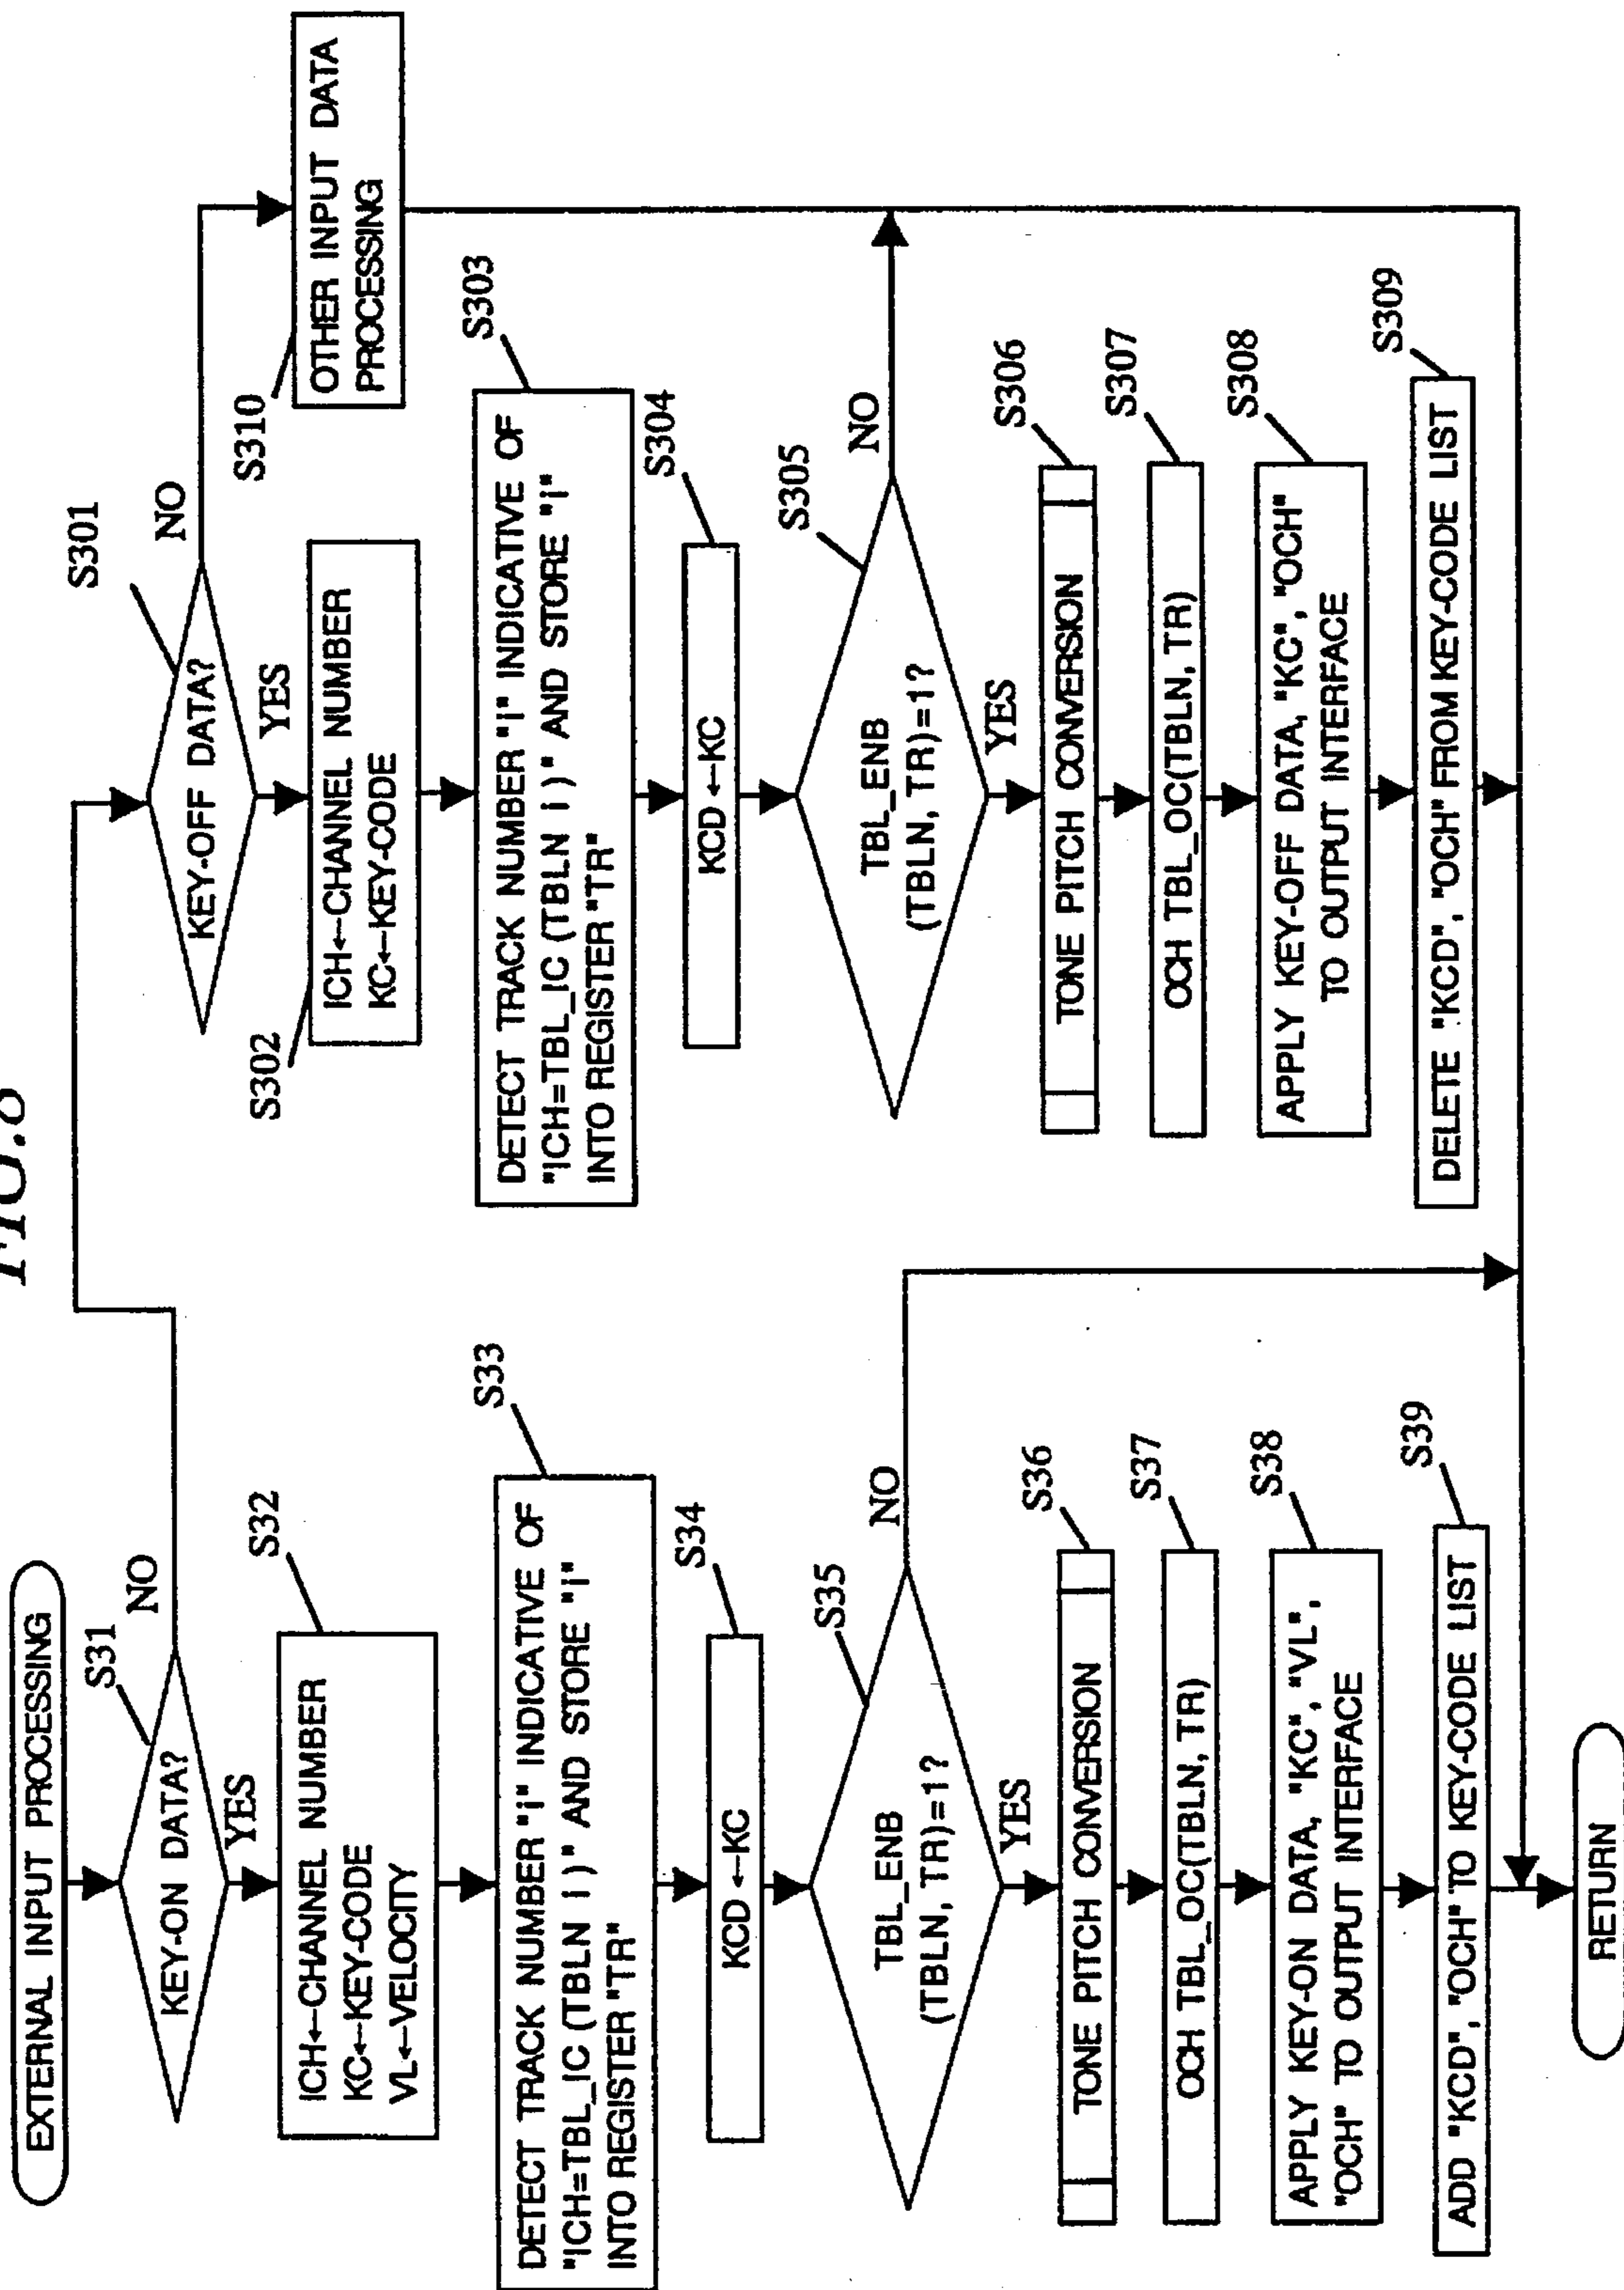 FIG.8
EXTERNAL INPUT PROCESSING
S31
KEY-ON DATA?
NO
YES
S32
ICH←CHANNEL NUMBER
KC←KEY-CODE
VL←VELOCITY
S33
DETECT TRACK NUMBER "i" INDICATIVE OF
"ICH=TBL_IC (TBLN i )" AND STORE "i"
INTO REGISTER "TR"
S34
KCD ←KC
S35
TBL_ENB
(TBLN, TR)=1?
NO
YES
S36
TONE PITCH CONVERSION
S37
OCH TBL_OC(TBLN, TR)
S38
APPLY KEY-ON DATA, "KC", "VL",
"OCH" TO OUTPUT INTERFACE
S39
ADD "KCD", "OCH" TO KEY-CODE LIST
RETURN
S301
KEY-OFF DATA?
NO
YES
S302
ICH←CHANNEL NUMBER
KC←KEY-CODE
S303
DETECT TRACK NUMBER "i" INDICATIVE OF
"ICH=TBL_IC (TBLN i )" AND STORE "i"
INTO REGISTER "TR"
S304
KCD ←KC
S305
TBL_ENB
(TBLN, TR)=1?
NO
YES
S306
TONE PITCH CONVERSION
S307
OCH TBL_OC(TBLN, TR)
S308
APPLY KEY-OFF DATA, "KC", "OCH"
TO OUTPUT INTERFACE
S309
DELETE "KCD", "OCH" FROM KEY-CODE LIST
S310
OTHER INPUT DATA
PROCESSING